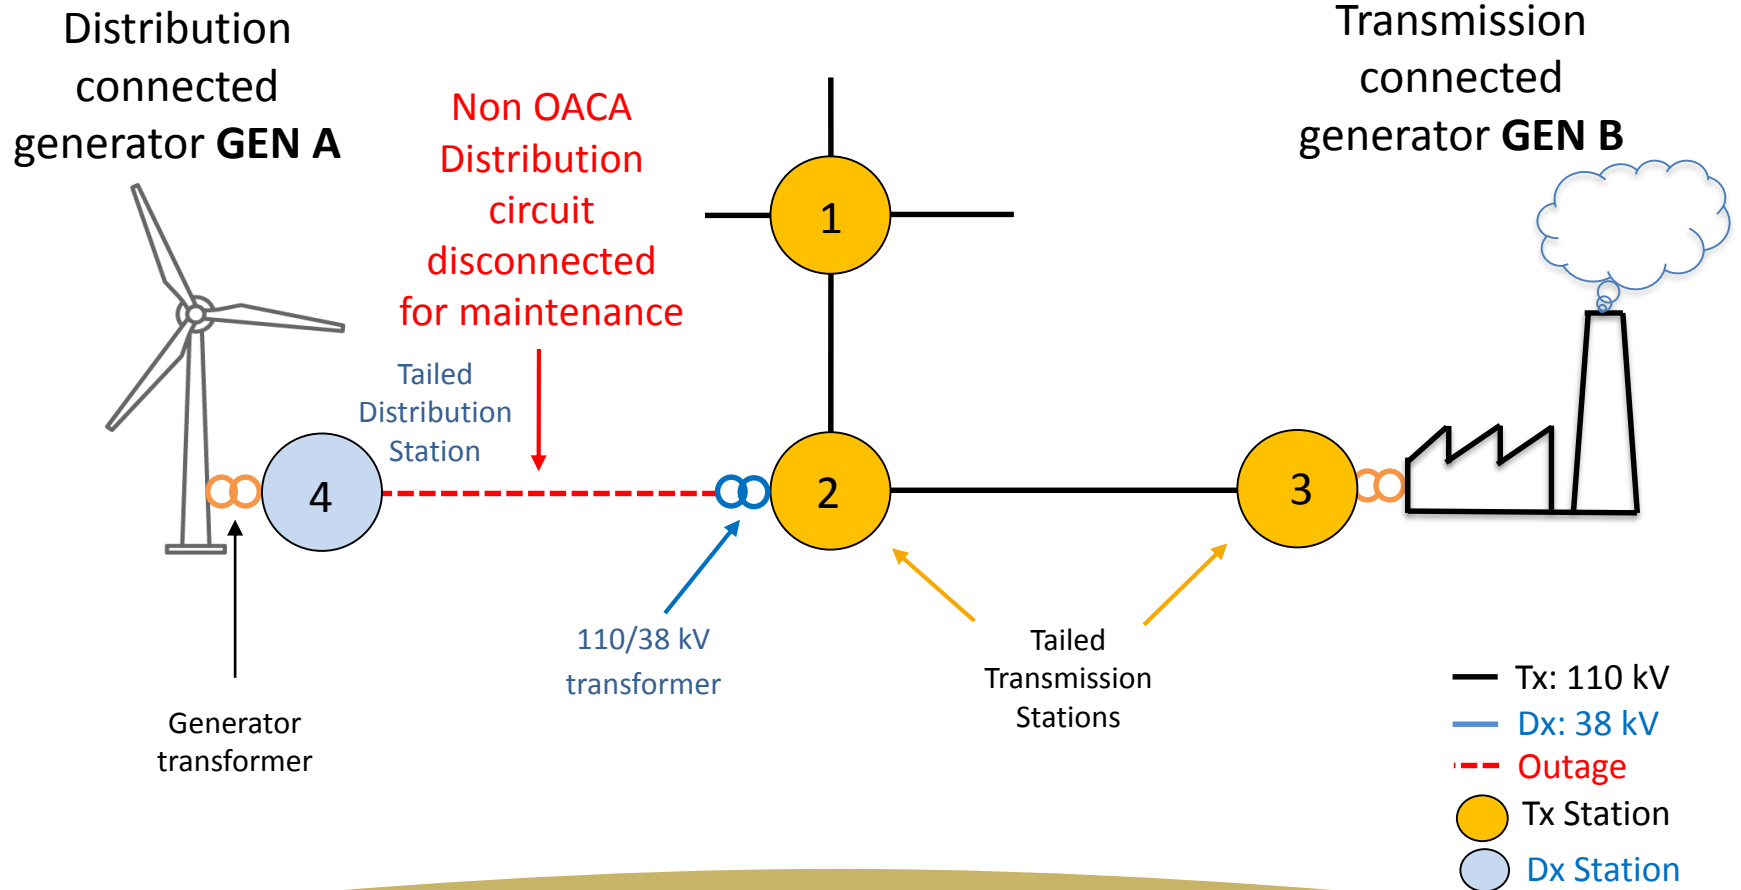 Distribution
connected
generator GEN A
Non OACA
Distribution
circuit
disconnected
for maintenance
Transmission
connected
generator GEN B
1
Tailed
Distribution
Station
4
2
3
Generator
transformer
110/38 kV
transformer
Tailed
Transmission
Stations
Tx: 110 kV
Dx: 38 kV
Outage
Tx Station
Dx Station